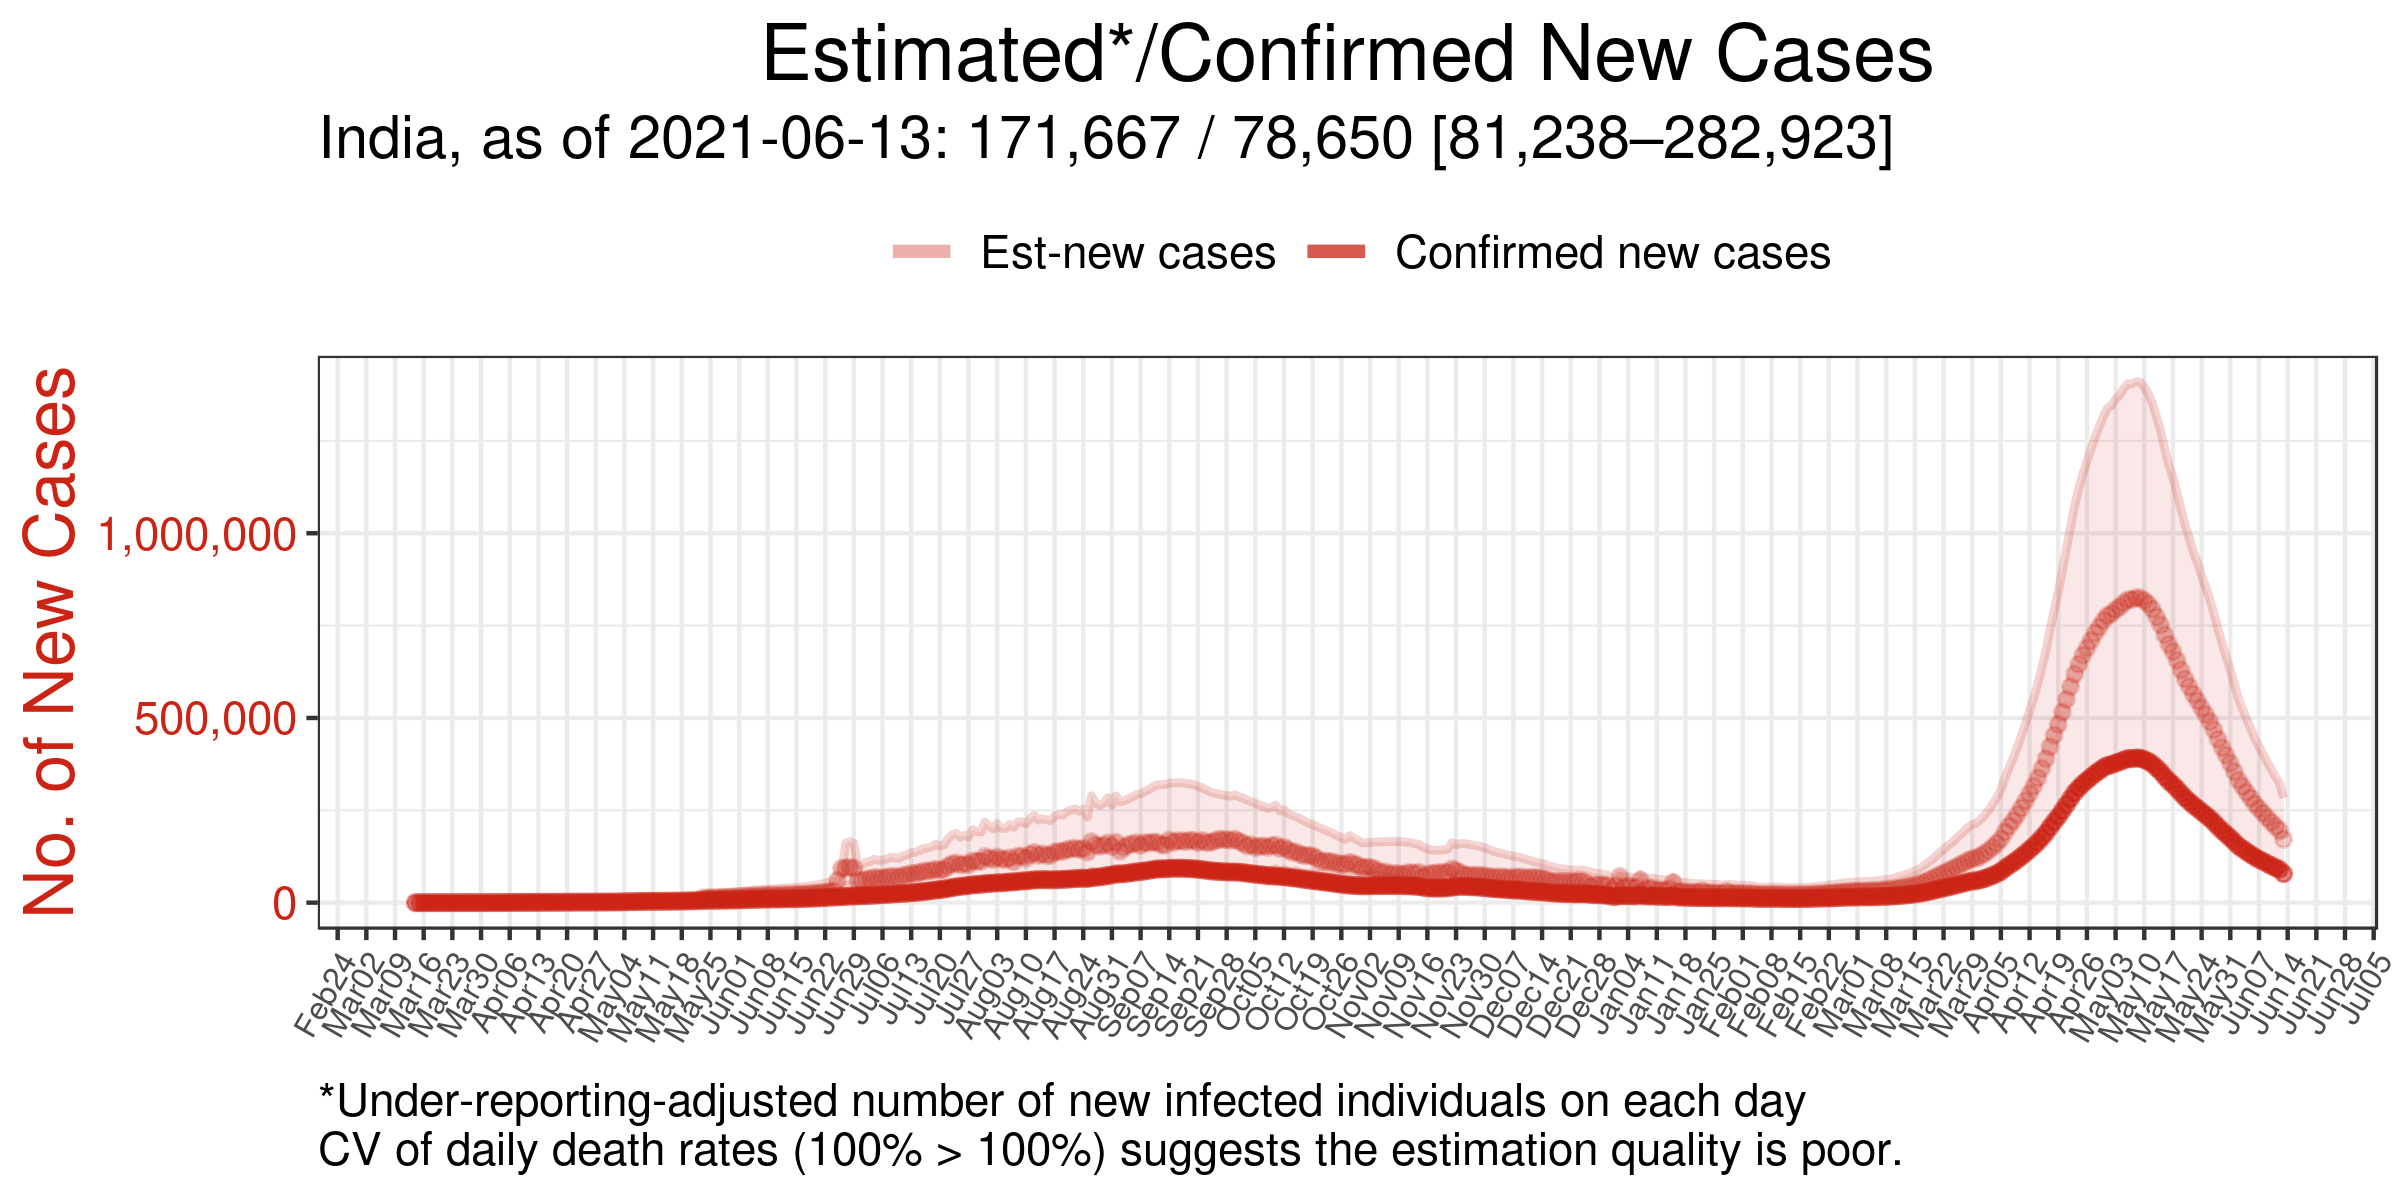 Estimated*/Confirmed New Cases
India, as of 2021-06-13: 171,667 / 78,650 [81,238–282,923]
Est-new cases
Confirmed new cases
No. of New Cases
1,000,000
500,000
0
Feb24
Mar02
Mar09
Mar16
Mar23
Mar30
Apr06
Apr13
Apr20
Apr27
May04
May11
May18
May25
Jun01
Jun08
Jun15
Jun22
Jun29
Jul06
Jul13
Jul20
Jul27
Aug03
Aug10
Aug17
Aug24
Aug31
Sep07
Sep14
Sep21
Sep28
Oct05
Oct12
Oct19
Oct26
Nov02
Nov09
Nov16
Nov23
Nov30
Dec07
Dec14
Dec21
Dec28
Jan04
Jan11
Jan18
Jan25
Feb01
Feb08
Feb15
Feb22
Mar01
Mar08
Mar15
Mar22
Mar29
Apr05
Apr12
Apr19
Apr26
May03
May10
May17
May24
May31
Jun07
Jun14
Jun21
Jun28
Jul05
*Under-reporting-adjusted number of new infected individuals on each day
CV of daily death rates (100% > 100%) suggests the estimation quality is poor.